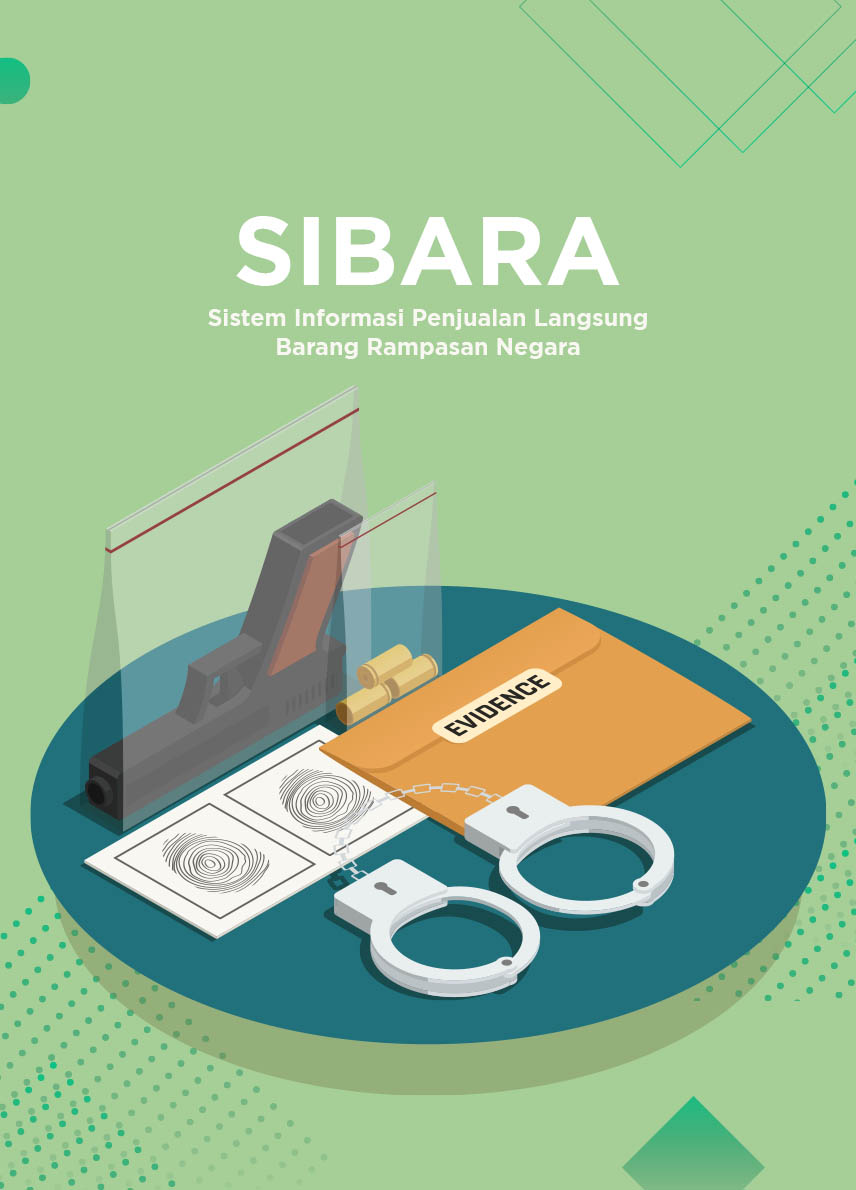 SIBARA
Sistem Informasi Penjualan Langsung
Barang Rampasan Negara
EVIDENCE